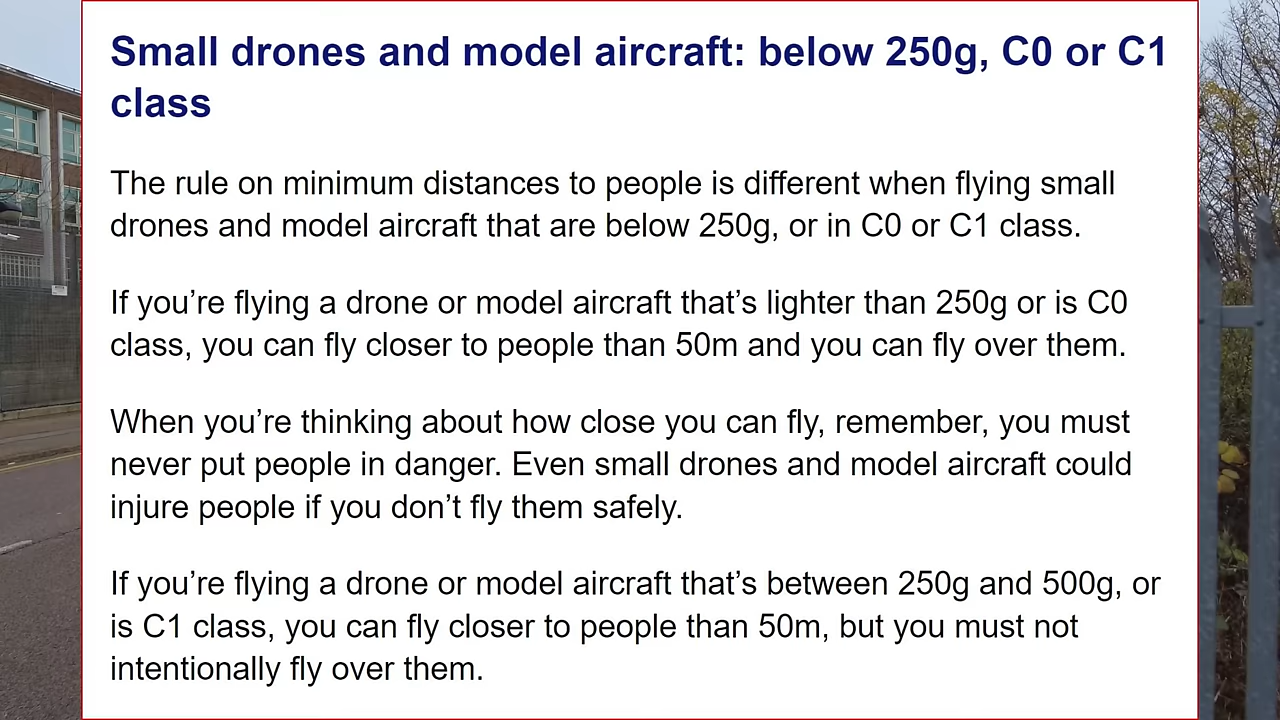 Small drones and model aircraft: below 250g, C0 or C1
class
The rule on minimum distances to people is different when flying small
drones and model aircraft that are below 250g, or in C0 or C1 class.
If you’re flying a drone or model aircraft that’s lighter than 250g or is C0
class, you can fly closer to people than 50m and you can fly over them.
When you’re thinking about how close you can fly, remember, you must
never put people in danger. Even small drones and model aircraft could
injure people if you don’t fly them safely.
If you’re flying a drone or model aircraft that’s between 250g and 500g, or
is C1 class, you can fly closer to people than 50m, but you must not
intentionally fly over them.